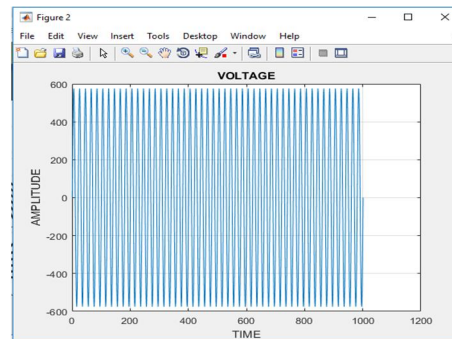 Figure 2
File Edit View Insert Tools Desktop Window Help
VOLTAGE
600
400
200
0
-200
-400
-600
AMPLITUDE
0 200 400 600 800 1000 1200
TIME